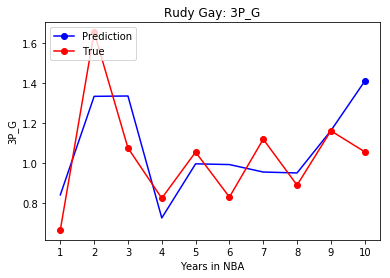 Rudy Gay: 3P_G
Prediction
True
1.6
1.4
1.2
1.0
0.8
3P_G
1 2 3 4 5 6 7 8 9 10
Years in NBA